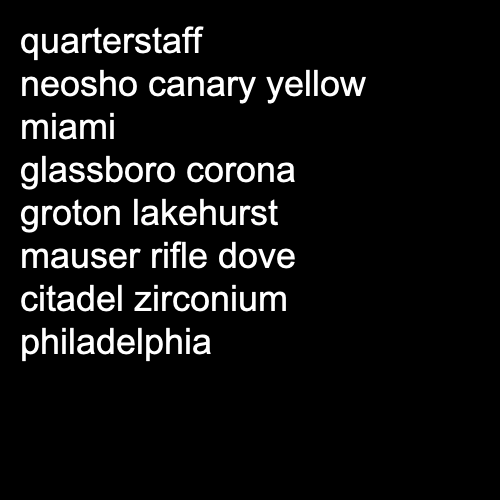 quarterstaff
neosho canary yellow
miami
glassboro corona
groton lakehurst
mauser rifle dove
citadel zirconium
philadelphia